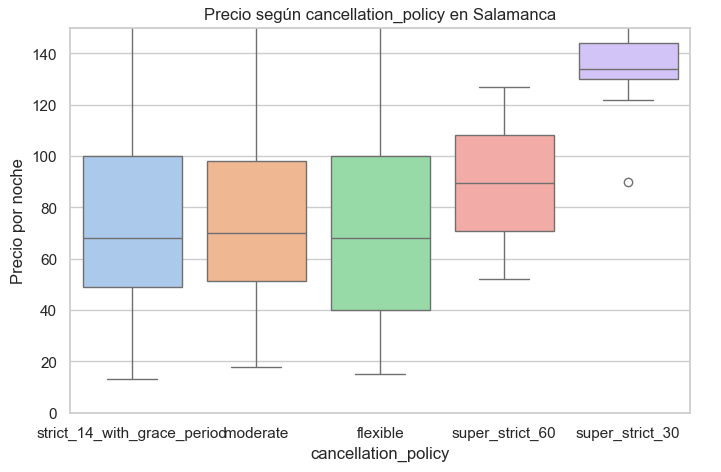 Precio según cancellation_policy en Salamanca
Precio por noche
140
120
100
80
60
40
20
0
strict_14_with_grace_period moderate flexible super_strict_60 super_strict_30
cancellation_policy